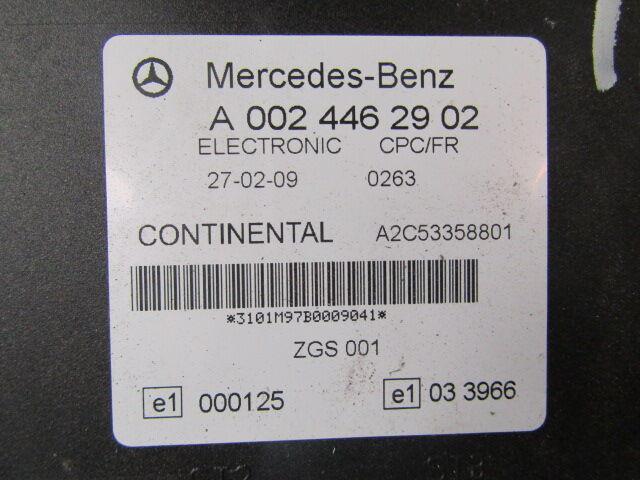 Mercedes-Benz
A 002 446 29 02
ELECTRONIC CPC/FR
27-02-09 0263
CONTINENTAL A2C53358801
*3101M97B0009041*
ZGS 001
e1 000125 e1 03 3966